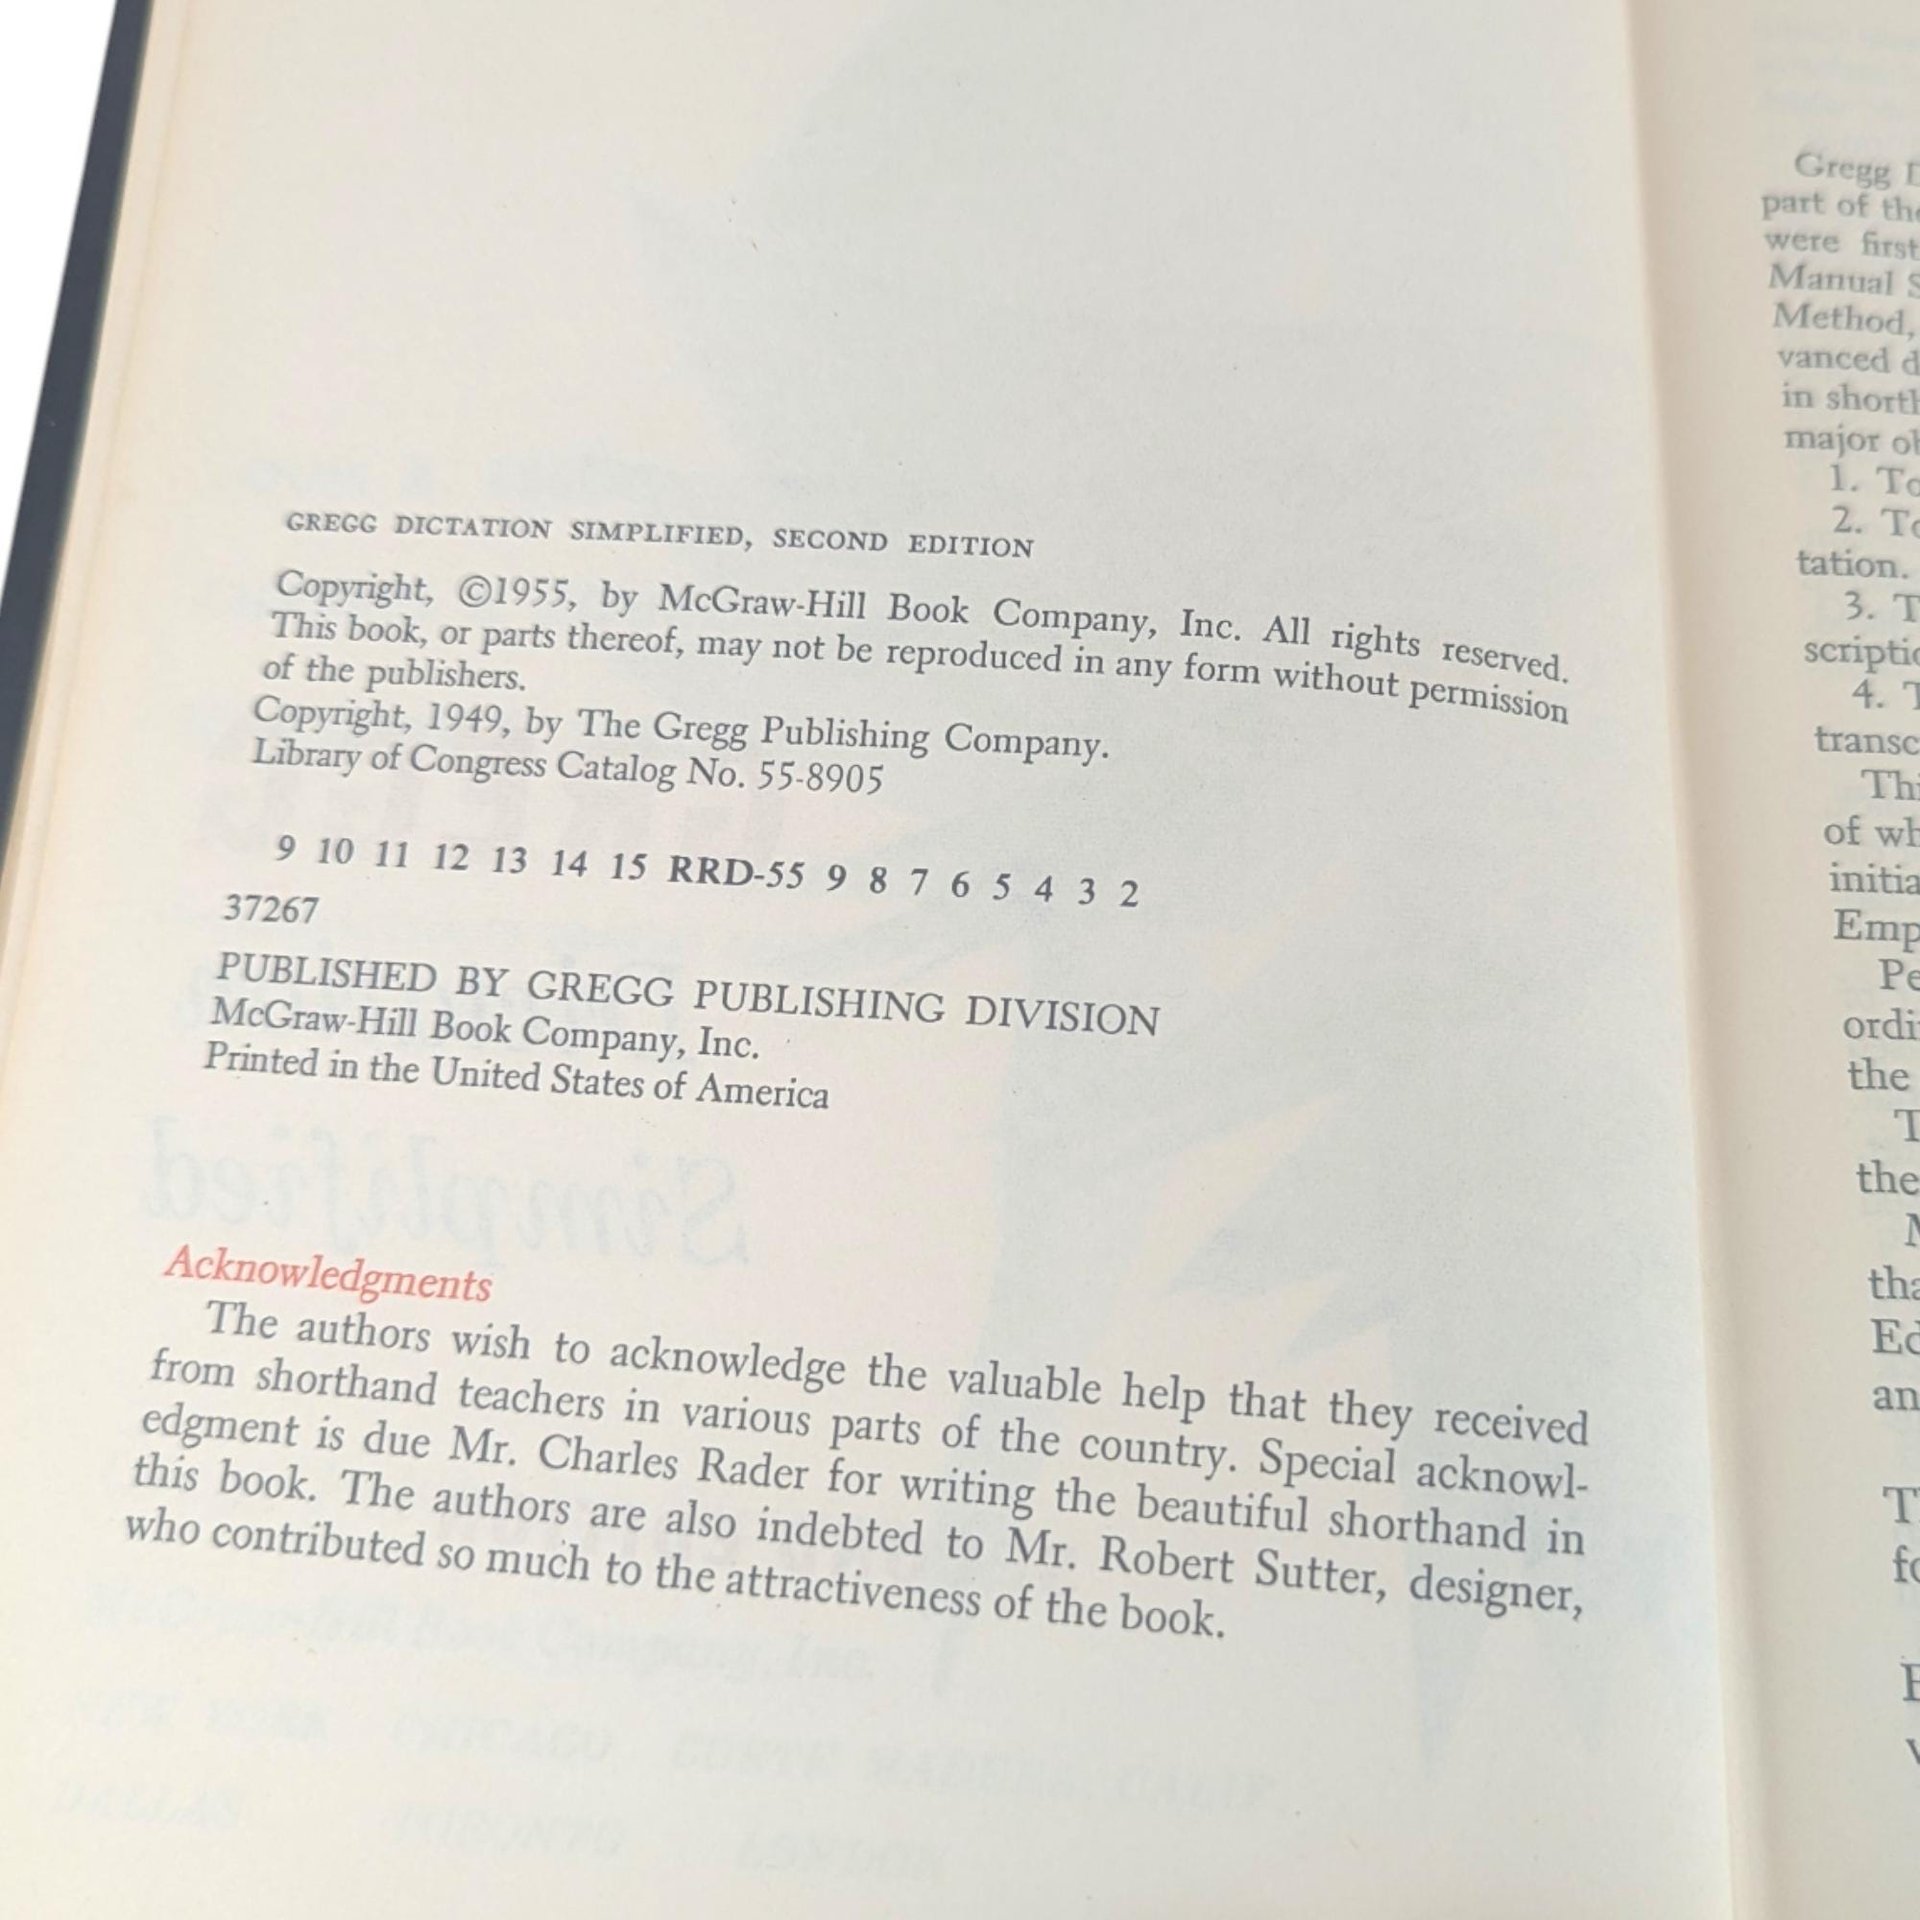 GREGG DICTATION SIMPLIFIED, SECOND EDITION
Copyright, ©1955, by McGraw-Hill Book Company, Inc. All rights reserved.
This book, or parts thereof, may not be reproduced in any form without permission
of the publishers.
Copyright, 1949, by The Gregg Publishing Company.
Library of Congress Catalog No. 55-8905
9 10 11 12 13 14 15 RRD-55 9 8 7 6 5 4 3 2
37267
PUBLISHED BY GREGG PUBLISHING DIVISION
McGraw-Hill Book Company, Inc.
Printed in the United States of America
Simplified
Acknowledgments
The authors wish to acknowledge the valuable help that they received
from shorthand teachers in various parts of the country. Special acknowl-
edgment is due Mr. Charles Rader for writing the beautiful shorthand in
this book. The authors are also indebted to Mr. Robert Sutter, designer,
who contributed so much to the attractiveness of the book.
Gregg
part of
were first
Manual
Method,
vanced
in
major
1.
2.
tation.
3.
4.
of
the
the